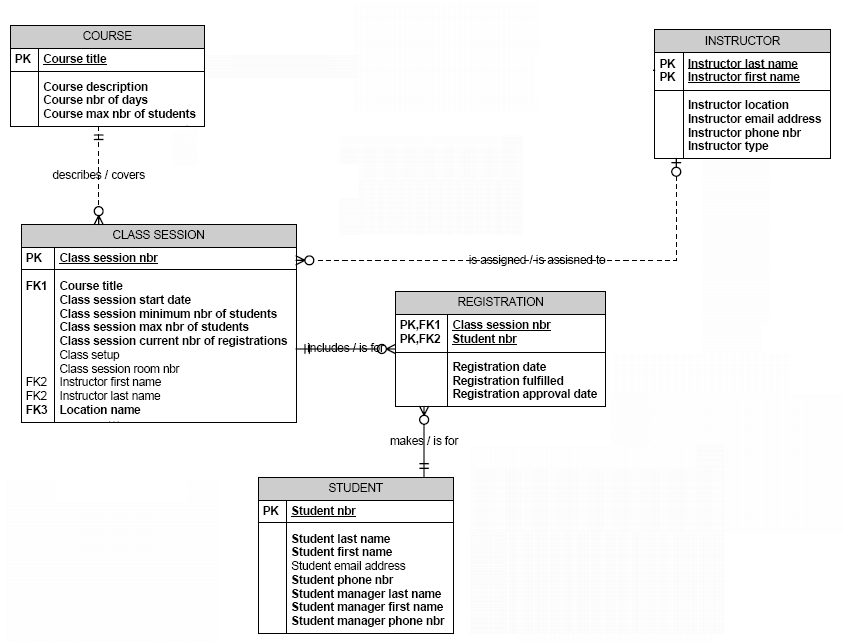 COURSE
PK Course title
Course description
Course nbr of days
Course max nbr of students
INSTRUCTOR
PK Instructor last name
PK Instructor first name
Instructor location
Instructor email address
Instructor phone nbr
Instructor type
describes / covers
CLASS SESSION
PK Class session nbr
FK1 Course title
Class session start date
Class session minimum nbr of students
Class session max nbr of students
Class session current nbr of registrations
Class setup
Class session room nbr
FK2 Instructor first name
FK2 Instructor last name
FK3 Location name
...
is assigned / is assisned to
REGISTRATION
PK,FK1 Class session nbr
PK,FK2 Student nbr
Registration date
Registration fulfilled
Registration approval date
includes / is for
makes / is for
STUDENT
PK Student nbr
Student last name
Student first name
Student email address
Student phone nbr
Student manager last name
Student manager first name
Student manager phone nbr